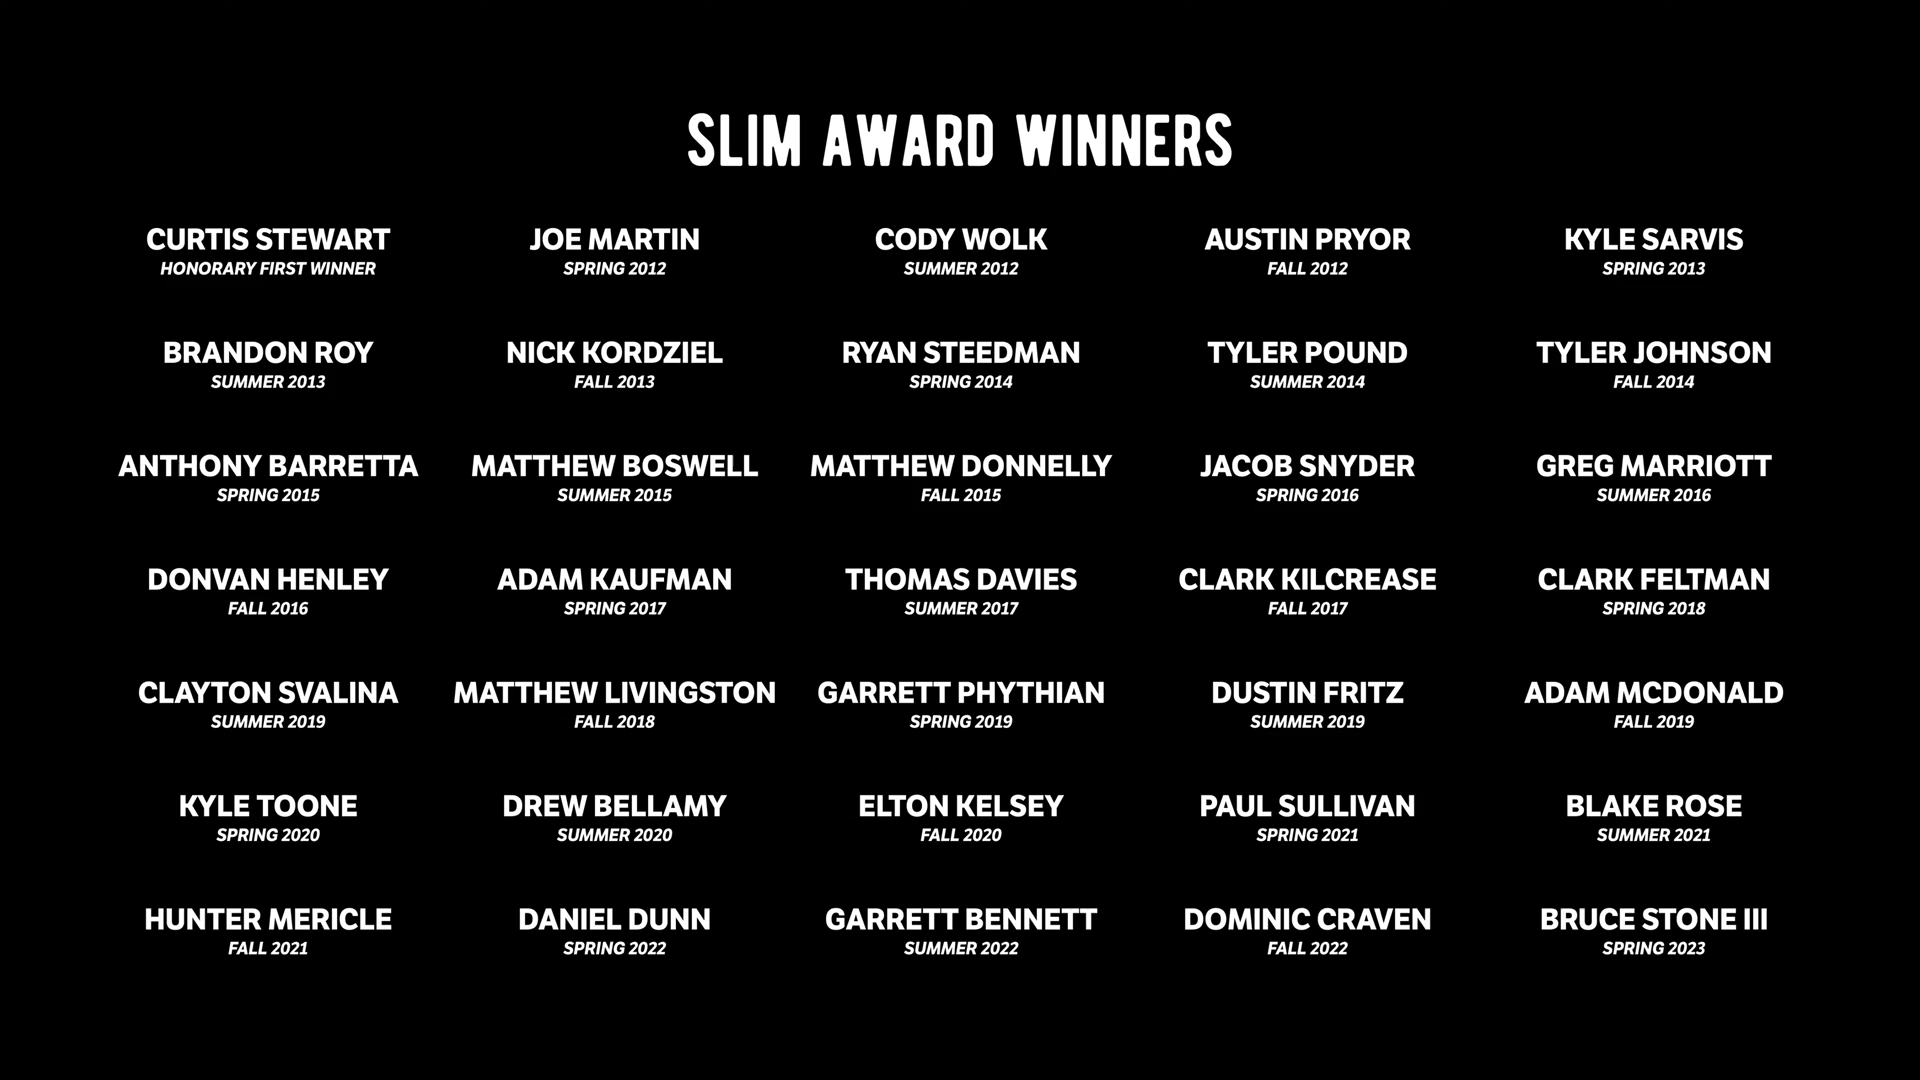 SLIM AWARD WINNERS
CURTIS STEWART
HONORARY FIRST WINNER
JOE MARTIN
SPRING 2012
CODY WOLK
SUMMER 2012
AUSTIN PRYOR
FALL 2012
KYLE SARVIS
SPRING 2013
BRANDON ROY
SUMMER 2013
NICK KORDZIEL
FALL 2013
RYAN STEEDMAN
SPRING 2014
TYLER POUND
SUMMER 2014
TYLER JOHNSON
FALL 2014
ANTHONY BARRETTA
SPRING 2015
MATTHEW BOSWELL
SUMMER 2015
MATTHEW DONNELLY
FALL 2015
JACOB SNYDER
SPRING 2016
GREG MARRIOTT
SUMMER 2016
DONVAN HENLEY
FALL 2016
ADAM KAUFMAN
SPRING 2017
THOMAS DAVIES
SUMMER 2017
CLARK KILCREASE
FALL 2017
CLARK FELTMAN
SPRING 2018
CLAYTON SVALINA
SUMMER 2019
MATTHEW LIVINGSTON
FALL 2018
GARRETT PHYTHIAN
SPRING 2019
DUSTIN FRITZ
SUMMER 2019
ADAM MCDONALD
FALL 2019
KYLE TOONE
SPRING 2020
DREW BELLAMY
SUMMER 2020
ELTON KELSEY
FALL 2020
PAUL SULLIVAN
SPRING 2021
BLAKE ROSE
SUMMER 2021
HUNTER MERICLE
FALL 2021
DANIEL DUNN
SPRING 2022
GARRETT BENNETT
SUMMER 2022
DOMINIC CRAVEN
FALL 2022
BRUCE STONE III
SPRING 2023